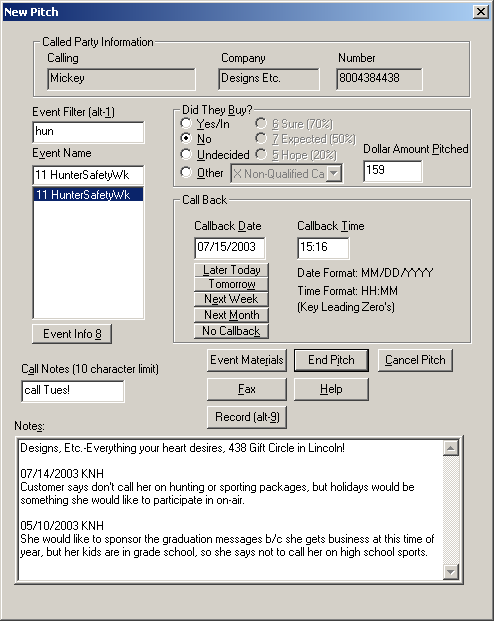 New Pitch
Called Party Information
Calling Company Number
Mickey Designs Etc. 8004384438
Event Filter (alt-1)
hun
Event Name
11 HunterSafetyWk
11 HunterSafetyWk
Event Info 8
Did They Buy?
Yes/In 6 Sure (70%)
No 7 Expected (50%)
Undecided 5 Hope (20%)
Other X Non-Qualified Ca
Dollar Amount Pitched
159
Call Back
Callback Date Callback Time
07/15/2003 15:16
Later Today
Tomorrow
Next Week
Next Month
No Callback
Date Format: MM/DD/YYYY
Time Format: HH:MM
(Key Leading Zero's)
Event Materials End Pitch Cancel Pitch
Fax Help
Record (alt-9)
Call Notes (10 character limit)
call Tues!
Notes:
Designs, Etc.-Everything your heart desires, 438 Gift Circle in Lincoln!
07/14/2003 KNH
Customer says don't call her on hunting or sporting packages, but holidays would be
something she would like to participate in on-air.
05/10/2003 KNH
She would like to sponsor the graduation messages b/c she gets business at this time of
year, but her kids are in grade school, so she says not to call her on high school sports.